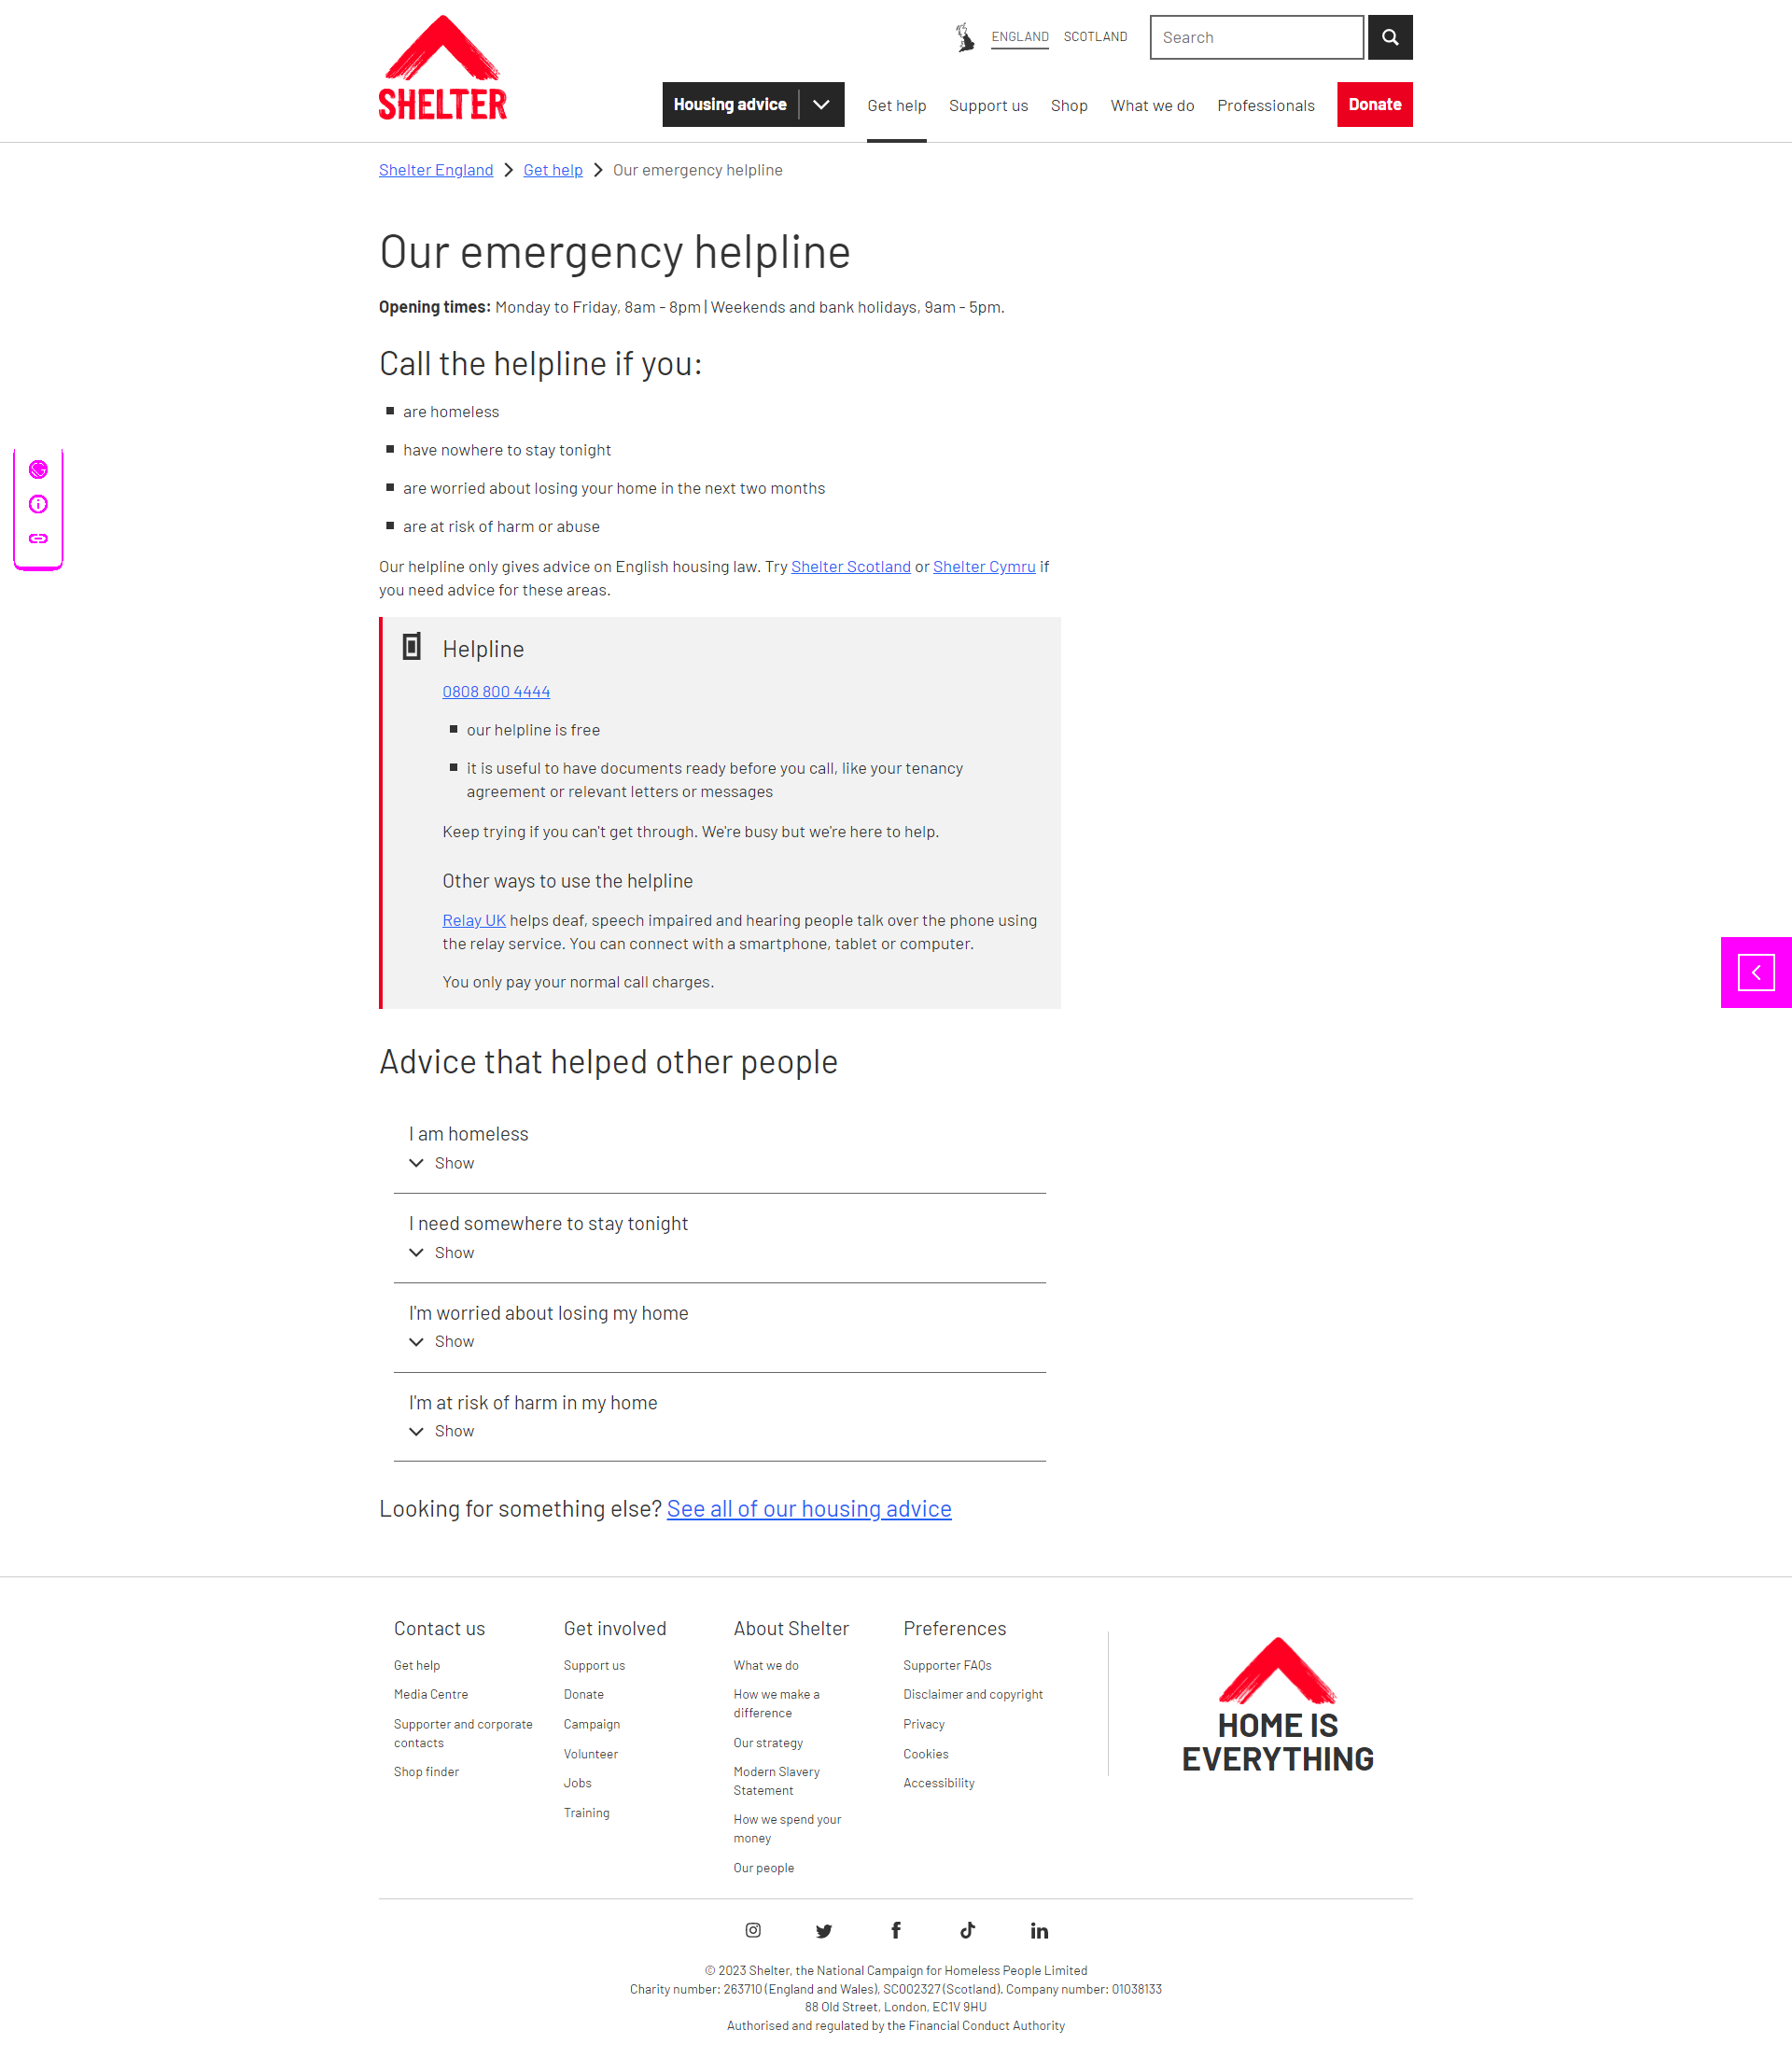 SHELTER
ENGLAND
SCOTLAND
Search
Housing advice
Get help
Support us
Shop
What we do
Professionals
Donate
Shelter England
Get help
Our emergency helpline
Our emergency helpline
Opening times: Monday to Friday, 8am - 8pm | Weekends and bank holidays, 9am - 5pm.
Call the helpline if you:
are homeless
have nowhere to stay tonight
are worried about losing your home in the next two months
are at risk of harm or abuse
Our helpline only gives advice on English housing law. Try Shelter Scotland or Shelter Cymru if
you need advice for these areas.
Helpline
0808 800 4444
our helpline is free
it is useful to have documents ready before you call, like your tenancy
agreement or relevant letters or messages
Keep trying if you can't get through. We're busy but we're here to help.
Other ways to use the helpline
Relay UK helps deaf, speech impaired and hearing people talk over the phone using
the relay service. You can connect with a smartphone, tablet or computer.
You only pay your normal call charges.
Advice that helped other people
I am homeless
Show
I need somewhere to stay tonight
Show
I'm worried about losing my home
Show
I'm at risk of harm in my home
Show
Looking for something else? See all of our housing advice
Contact us
Get help
Media Centre
Supporter and corporate
contacts
Shop finder
Get involved
Support us
Donate
Campaign
Volunteer
Jobs
Training
About Shelter
What we do
How we make a
difference
Our strategy
Modern Slavery
Statement
How we spend your
money
Our people
Preferences
Supporter FAQs
Disclaimer and copyright
Privacy
Cookies
Accessibility
HOME IS
EVERYTHING
© 2023 Shelter, the National Campaign for Homeless People Limited
Charity number: 263710 (England and Wales), SC002327 (Scotland). Company number: 01038133
88 Old Street, London, EC1V 9HU
Authorised and regulated by the Financial Conduct Authority